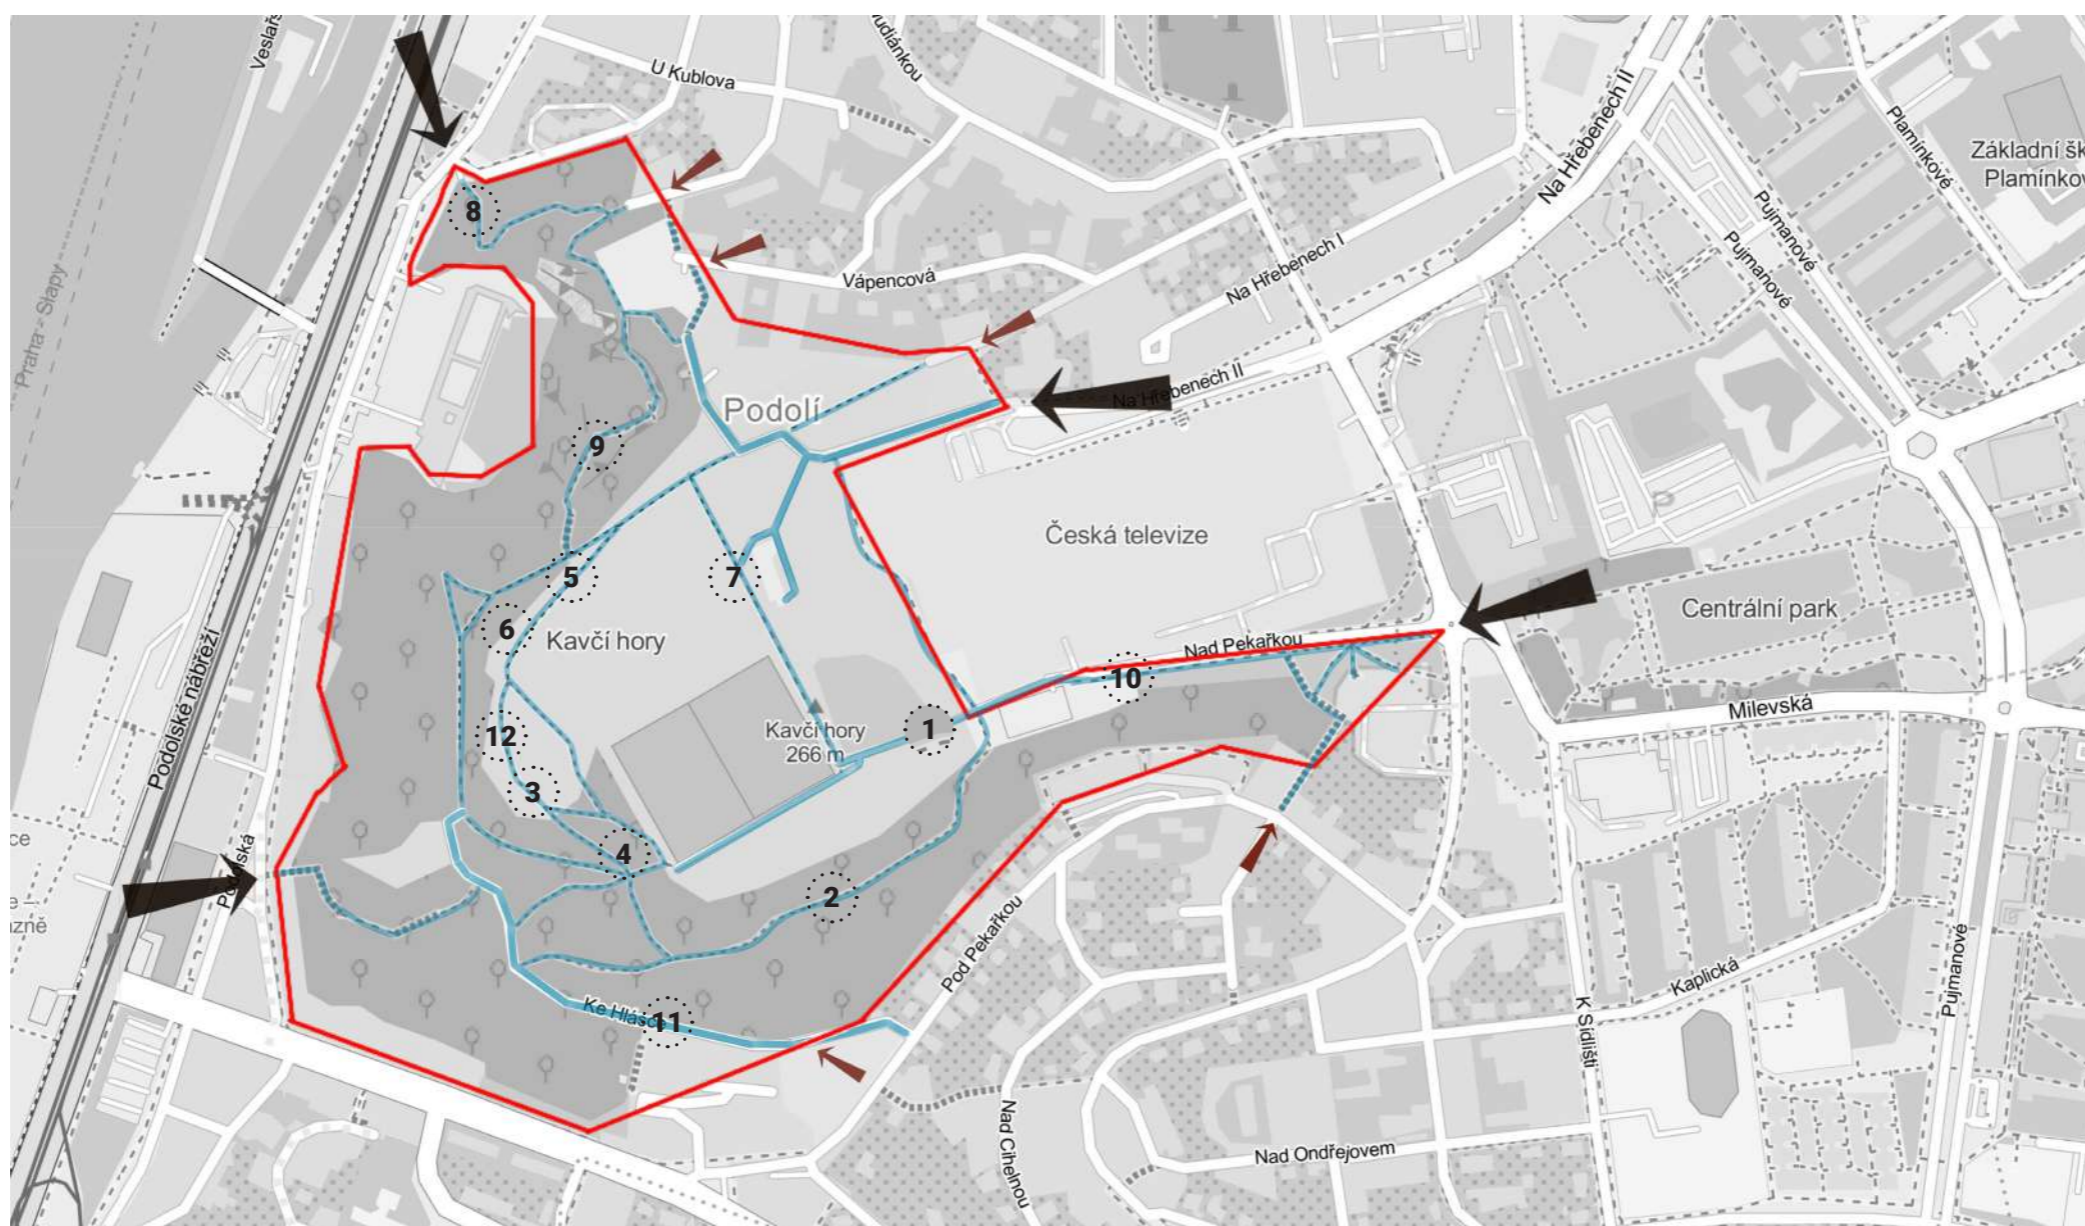 U Kublova
Na Hřebenech II
Plamínkové
Pujmanové
Pujmanové
Základní šk
Plamínkov
8
Praha - Slapy
Vápencová
Na Hřebenech I
Na Hřebenech II
Podolí
9
Česká televize
5
7
6
Kavčí hory
Centrální park
Podolské nábřeží
Nad Pekařkou
10
Milevská
12
Kavčí hory
266 m
1
3
4
2
Podolská
Pod Pekařkou
Kaplická
Pujmanové
Ke Hlásce
11
K Sídlišti
Nad Cihelnou
Nad Ondřejovem